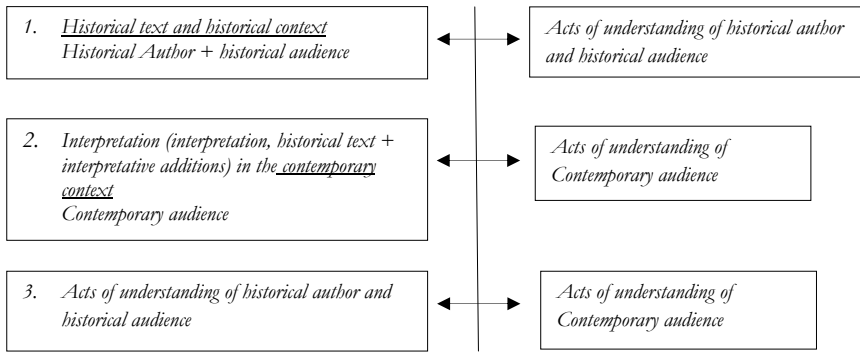 1. Historical text and historical context
Historical Author + historical audience
Acts of understanding of historical author
and historical audience
2. Interpretation (interpretation, historical text +
interpretative additions) in the contemporary
context
Contemporary audience
Acts of understanding of
Contemporary audience
3. Acts of understanding of historical author and
historical audience
Acts of understanding of
Contemporary audience